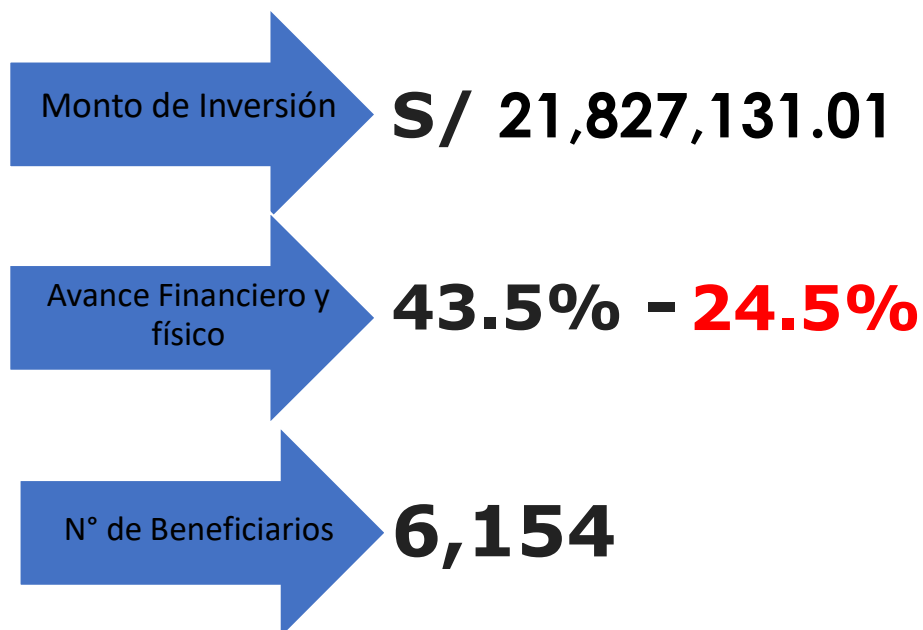 Monto de Inversión
S/ 21,827,131.01
Avance Financiero y
físico
43.5% - 24.5%
N° de Beneficiarios
6,154